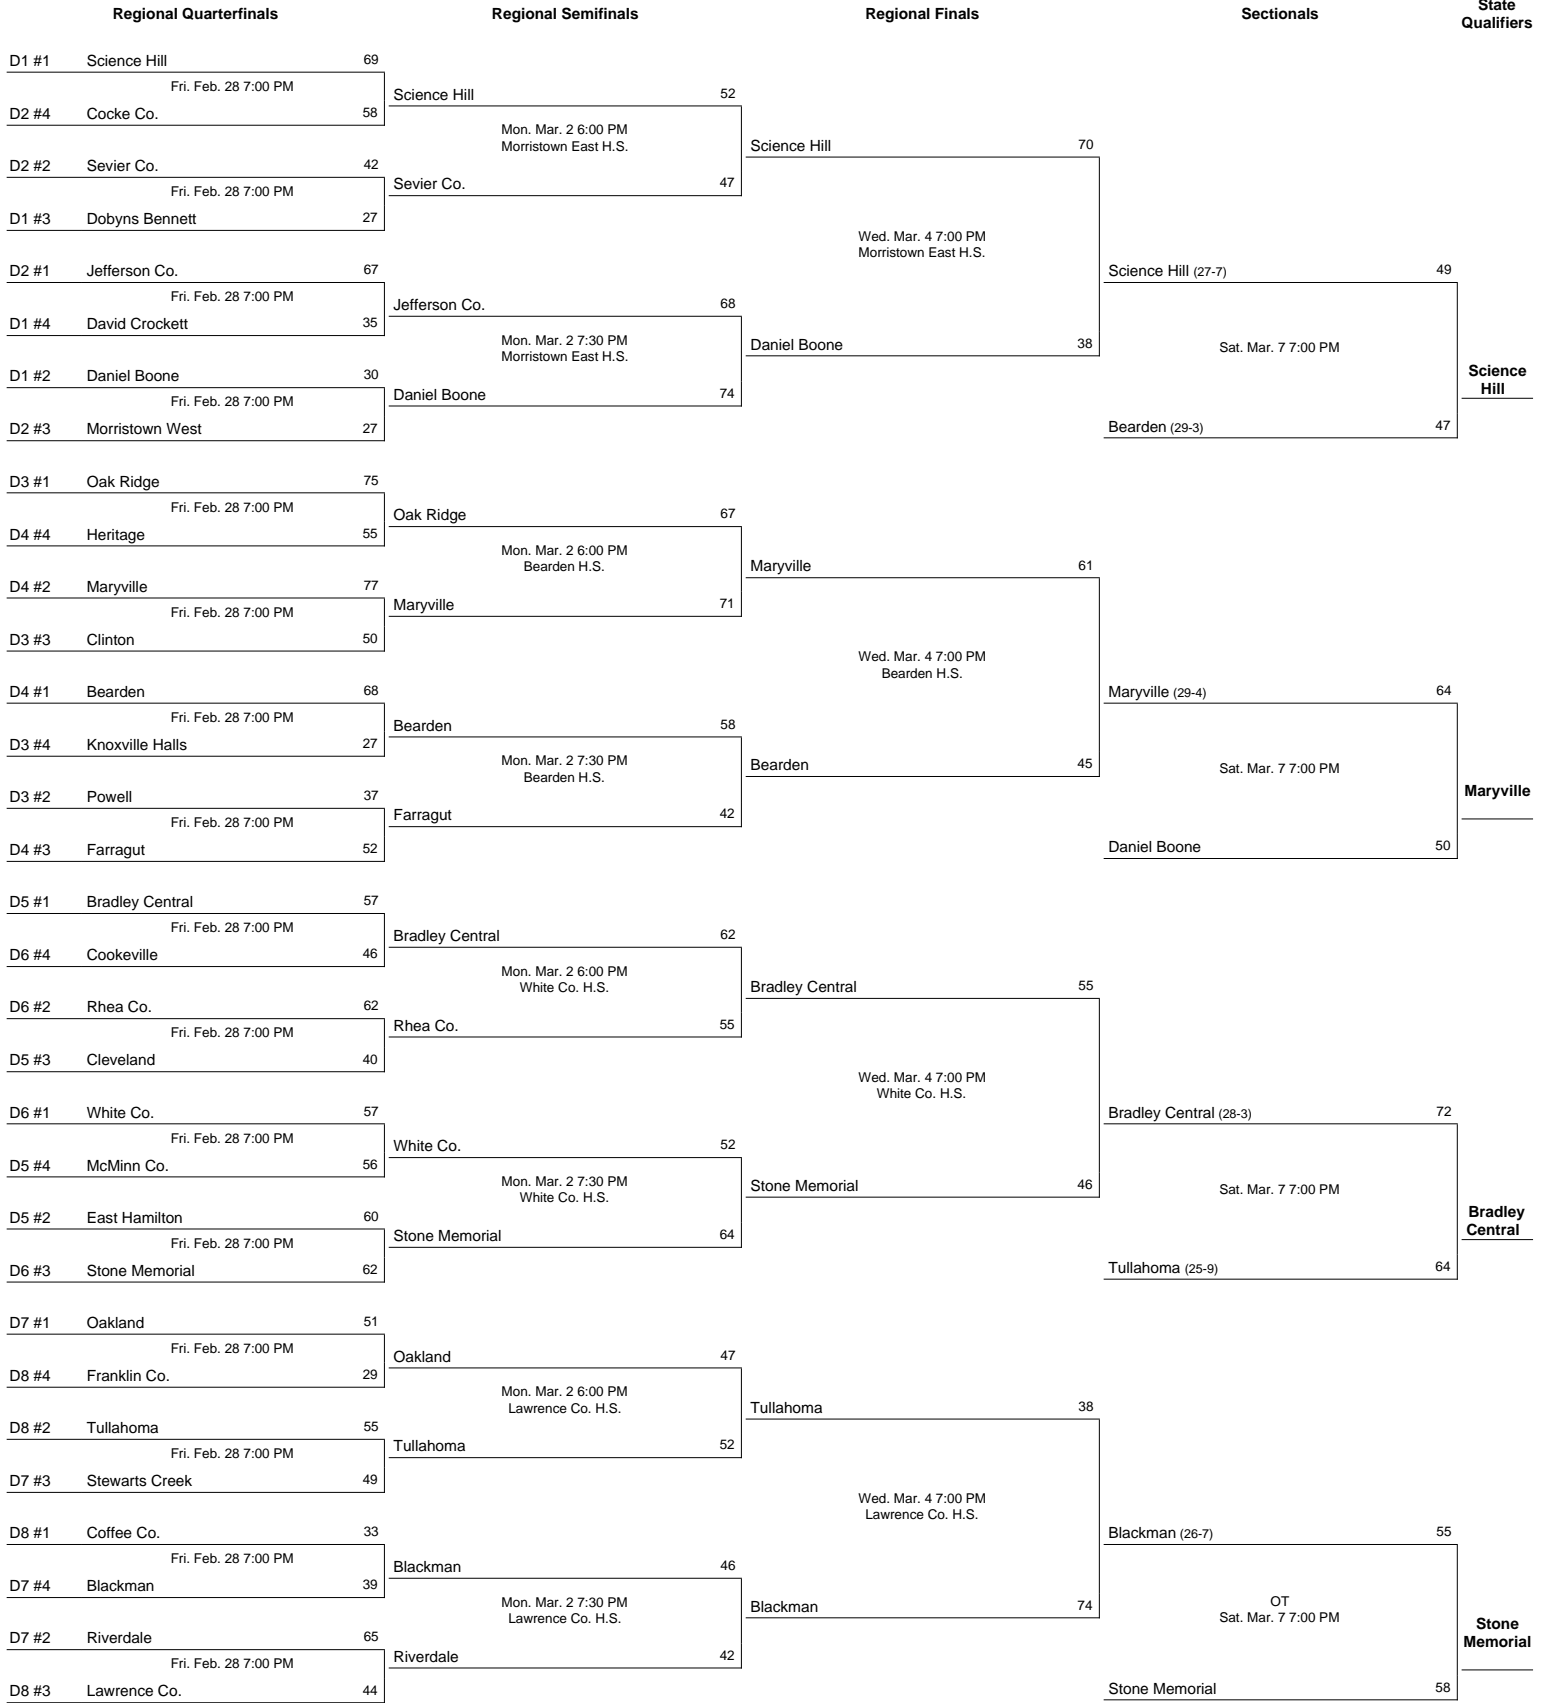 Regional Quarterfinals
Regional Semifinals
Regional Finals
Sectionals
State
Qualifiers
D1 #1 Science Hill 69
Fri. Feb. 28 7:00 PM
D2 #4 Cocke Co. 58
D2 #2 Sevier Co. 42
Fri. Feb. 28 7:00 PM
D1 #3 Dobyns Bennett 27
D2 #1 Jefferson Co. 67
Fri. Feb. 28 7:00 PM
D1 #4 David Crockett 35
D1 #2 Daniel Boone 30
Fri. Feb. 28 7:00 PM
D2 #3 Morristown West 27
D3 #1 Oak Ridge 75
Fri. Feb. 28 7:00 PM
D4 #4 Heritage 55
D4 #2 Maryville 77
Fri. Feb. 28 7:00 PM
D3 #3 Clinton 50
D4 #1 Bearden 68
Fri. Feb. 28 7:00 PM
D3 #4 Knoxville Halls 27
D3 #2 Powell 37
Fri. Feb. 28 7:00 PM
D4 #3 Farragut 52
D5 #1 Bradley Central 57
Fri. Feb. 28 7:00 PM
D6 #4 Cookeville 46
D6 #2 Rhea Co. 62
Fri. Feb. 28 7:00 PM
D5 #3 Cleveland 40
D6 #1 White Co. 57
Fri. Feb. 28 7:00 PM
D5 #4 McMinn Co. 56
D5 #2 East Hamilton 60
Fri. Feb. 28 7:00 PM
D6 #3 Stone Memorial 62
D7 #1 Oakland 51
Fri. Feb. 28 7:00 PM
D8 #4 Franklin Co. 29
D8 #2 Tullahoma 55
Fri. Feb. 28 7:00 PM
D7 #3 Stewarts Creek 49
D8 #1 Coffee Co. 33
Fri. Feb. 28 7:00 PM
D7 #4 Blackman 39
D7 #2 Riverdale 65
Fri. Feb. 28 7:00 PM
D8 #3 Lawrence Co. 44
Science Hill 52
Mon. Mar. 2 6:00 PM
Morristown East H.S.
Sevier Co. 47
Jefferson Co. 68
Mon. Mar. 2 7:30 PM
Morristown East H.S.
Daniel Boone 74
Oak Ridge 67
Mon. Mar. 2 6:00 PM
Bearden H.S.
Maryville 71
Bearden 58
Mon. Mar. 2 7:30 PM
Bearden H.S.
Farragut 42
Bradley Central 62
Mon. Mar. 2 6:00 PM
White Co. H.S.
Rhea Co. 55
White Co. 52
Mon. Mar. 2 7:30 PM
White Co. H.S.
Stone Memorial 64
Oakland 47
Mon. Mar. 2 6:00 PM
Lawrence Co. H.S.
Tullahoma 52
Blackman 46
Mon. Mar. 2 7:30 PM
Lawrence Co. H.S.
Riverdale 42
Science Hill 70
Wed. Mar. 4 7:00 PM
Morristown East H.S.
Daniel Boone 38
Maryville 61
Wed. Mar. 4 7:00 PM
Bearden H.S.
Bearden 45
Bradley Central 55
Wed. Mar. 4 7:00 PM
White Co. H.S.
Stone Memorial 46
Tullahoma 38
Wed. Mar. 4 7:00 PM
Lawrence Co. H.S.
Blackman 74
Science Hill (27-7) 49
Sat. Mar. 7 7:00 PM
Bearden (29-3) 47
Maryville (29-4) 64
Sat. Mar. 7 7:00 PM
Daniel Boone 50
Bradley Central (28-3) 72
Sat. Mar. 7 7:00 PM
Tullahoma (25-9) 64
Blackman (26-7) 55
OT
Sat. Mar. 7 7:00 PM
Stone Memorial 58
Science
Hill
Maryville
Bradley
Central
Stone
Memorial